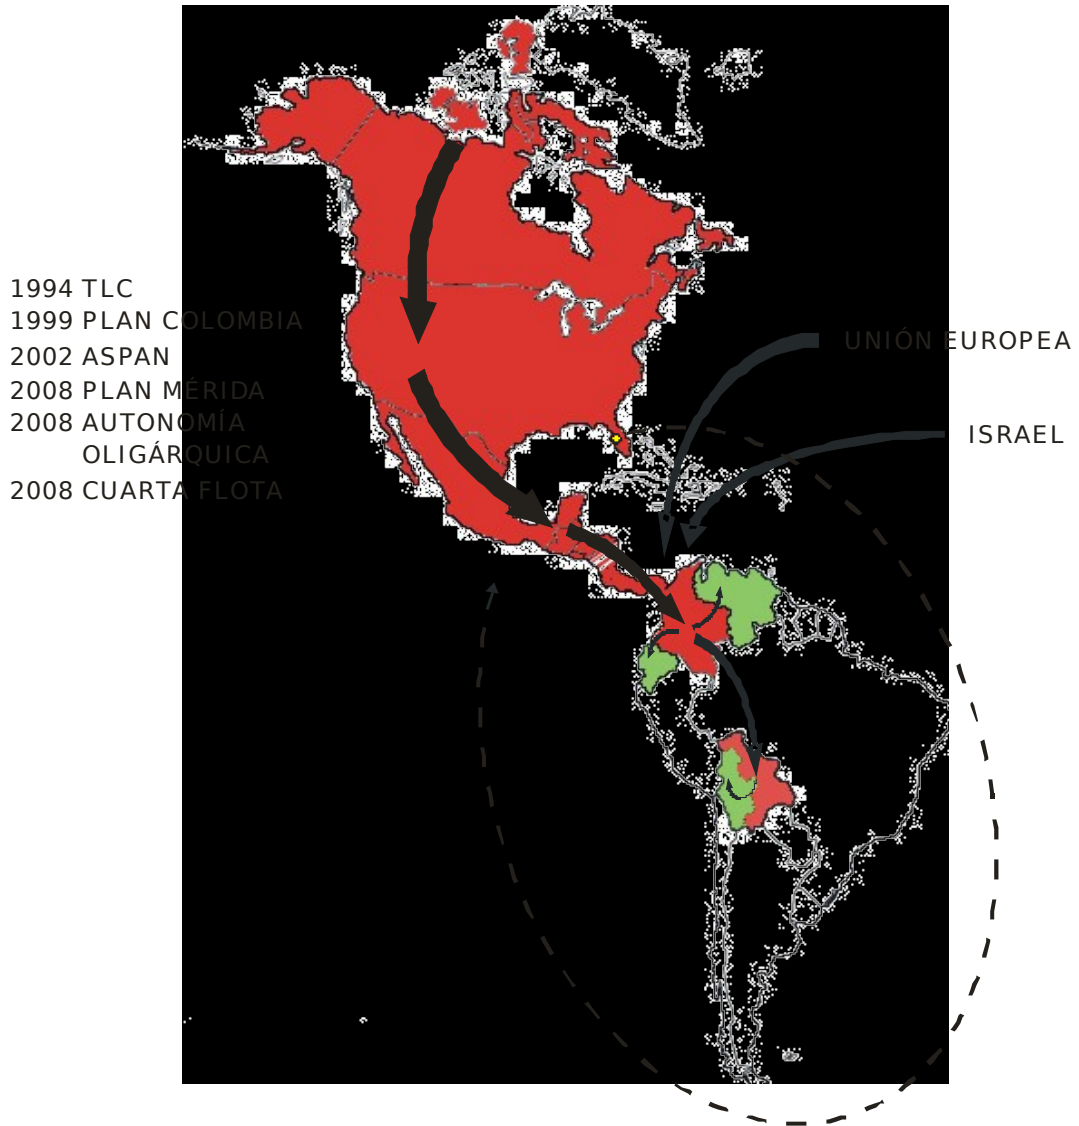 1994 TLC
1999 PLAN COLOMBIA
2002 ASPAN
2008 PLAN MÉRIDA
2008 AUTONOMÍA
OLIGÁRQUICA
2008 CUARTA FLOTA
UNIÓN EUROPEA
ISRAEL